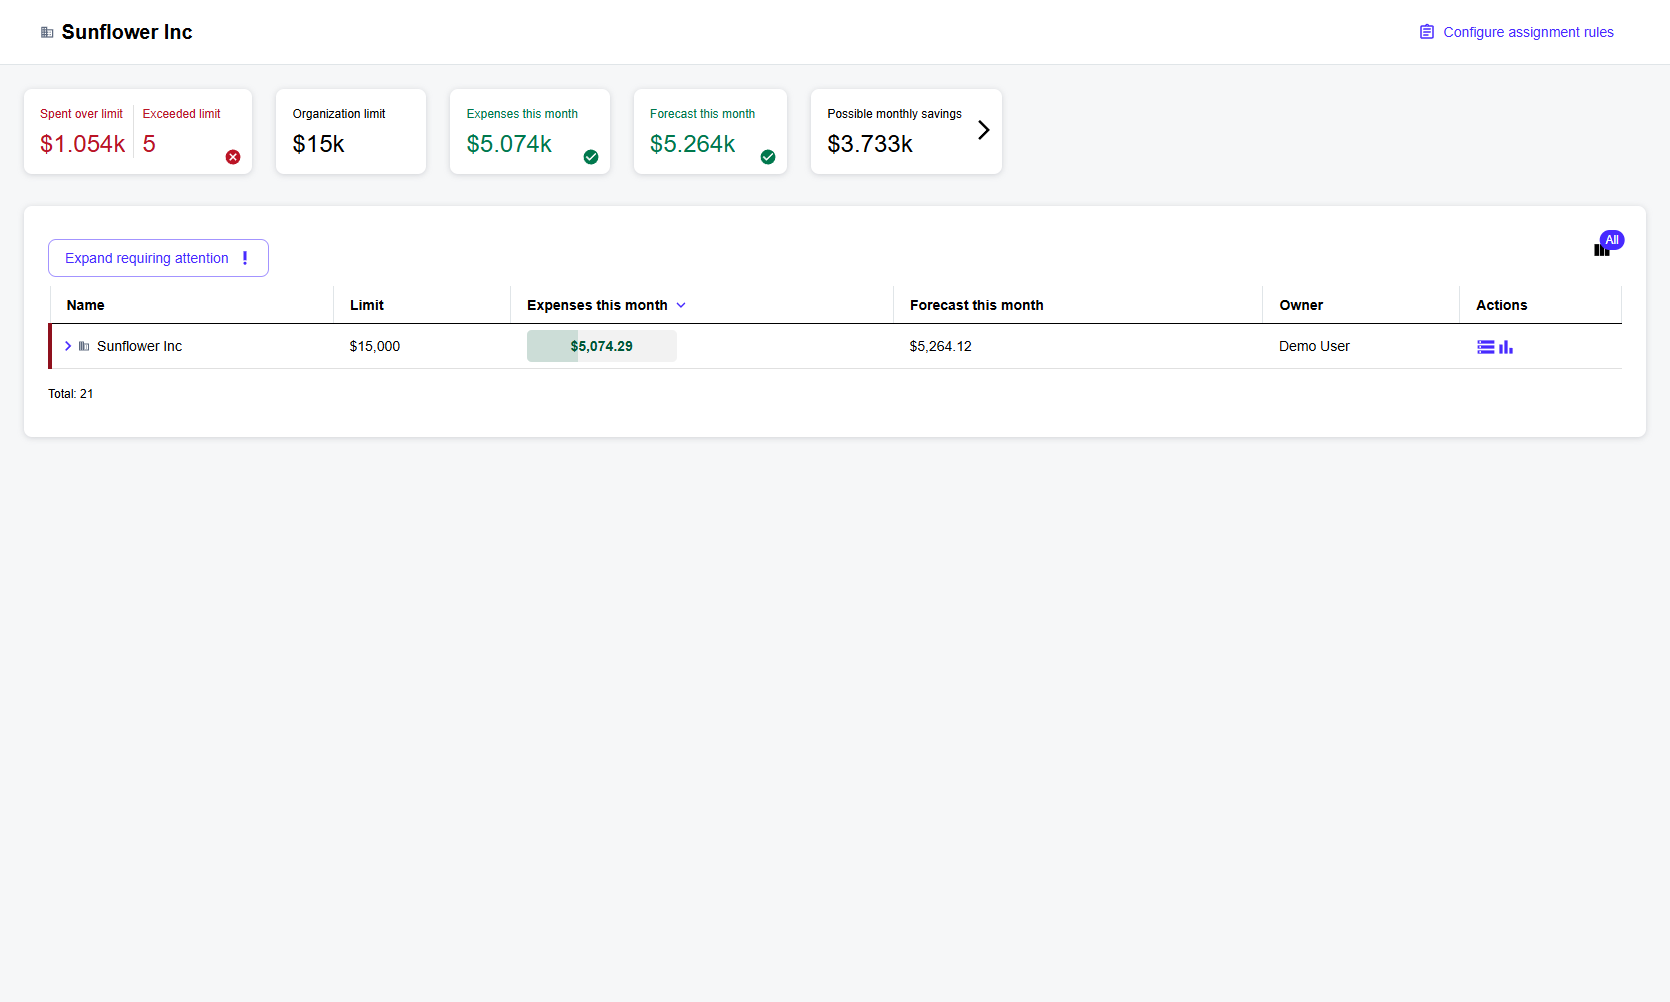 Sunflower Inc
Configure assignment rules
Spent over limit
$1.054k
Exceeded limit
5
Organization limit
$15k
Expenses this month
$5.074k
Forecast this month
$5.264k
Possible monthly savings
$3.733k
Expand requiring attention
All
Name Limit Expenses this month Forecast this month Owner Actions
Sunflower Inc $15,000 $5,074.29 $5,264.12 Demo User
Total: 21